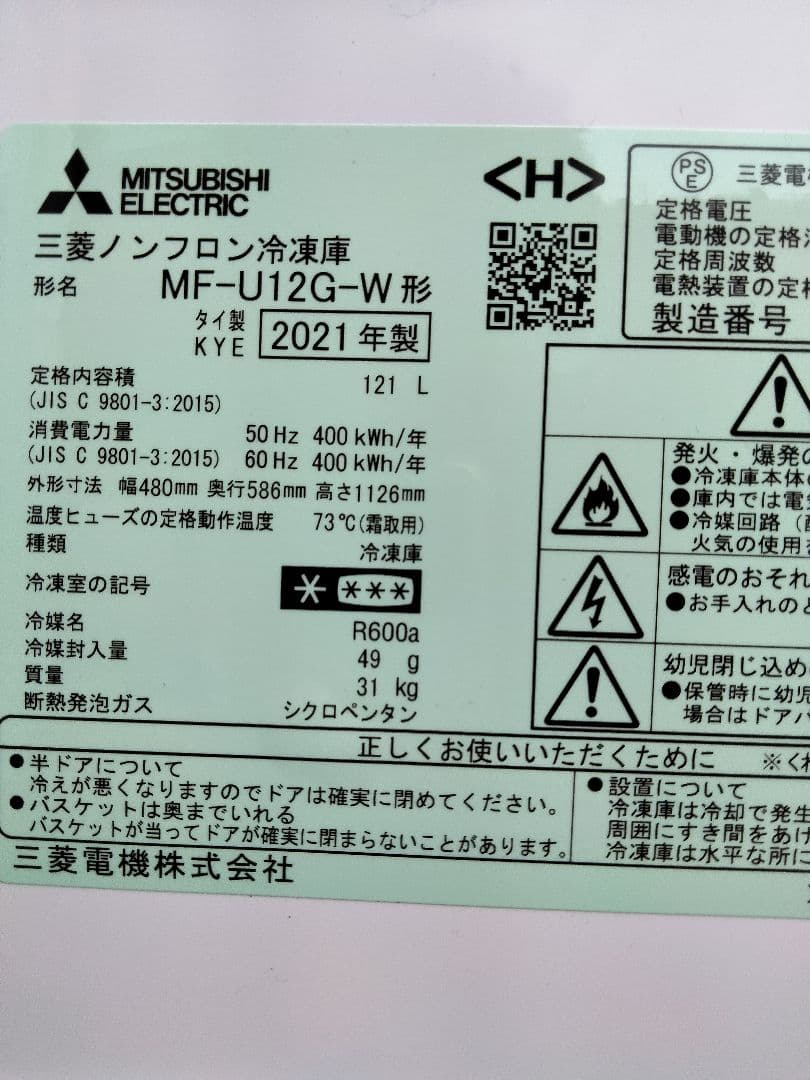 MITSUBISHI
ELECTRIC
三菱ノンフロン冷凍庫
形名 MF-U12G-W 形
タイ製
KYE
2021 年製
定格内容積 121 L
(JIS C 9801-3:2015)
消費電力量 50 Hz 400 kWh/年
(JIS C 9801-3:2015) 60 Hz 400 kWh/年
外形寸法 幅480mm 奥行586mm 高さ1126mm
温度ヒューズの定格動作温度 73℃(霜取用)
種類 冷凍庫
冷凍室の記号 * ***
冷媒名 R600a
冷媒封入量 49 g
質量 31 kg
断熱発泡ガス シクロペンタン
<H>
PSE 三菱電
定格電圧
電動機の定格
定格周波数
電熱装置の定格
製造番号
発火・爆発の
●冷凍庫本体
●庫内では電
●冷媒回路
火気の使用
感電のおそれ
●お手入れの
幼児閉じ込め
●保管時に幼児
場合はドア
正しくお使いいただくために ※くわ
●半ドアについて
冷えが悪くなりますのでドアは確実に閉めてください。
●バスケットは奥までいれる
バスケットが当ってドアが確実に閉まらないことがあります。
●設置について
冷凍庫は冷却で発生
周囲にすき間をあけ
冷凍庫は水平な所に
三菱電機株式会社